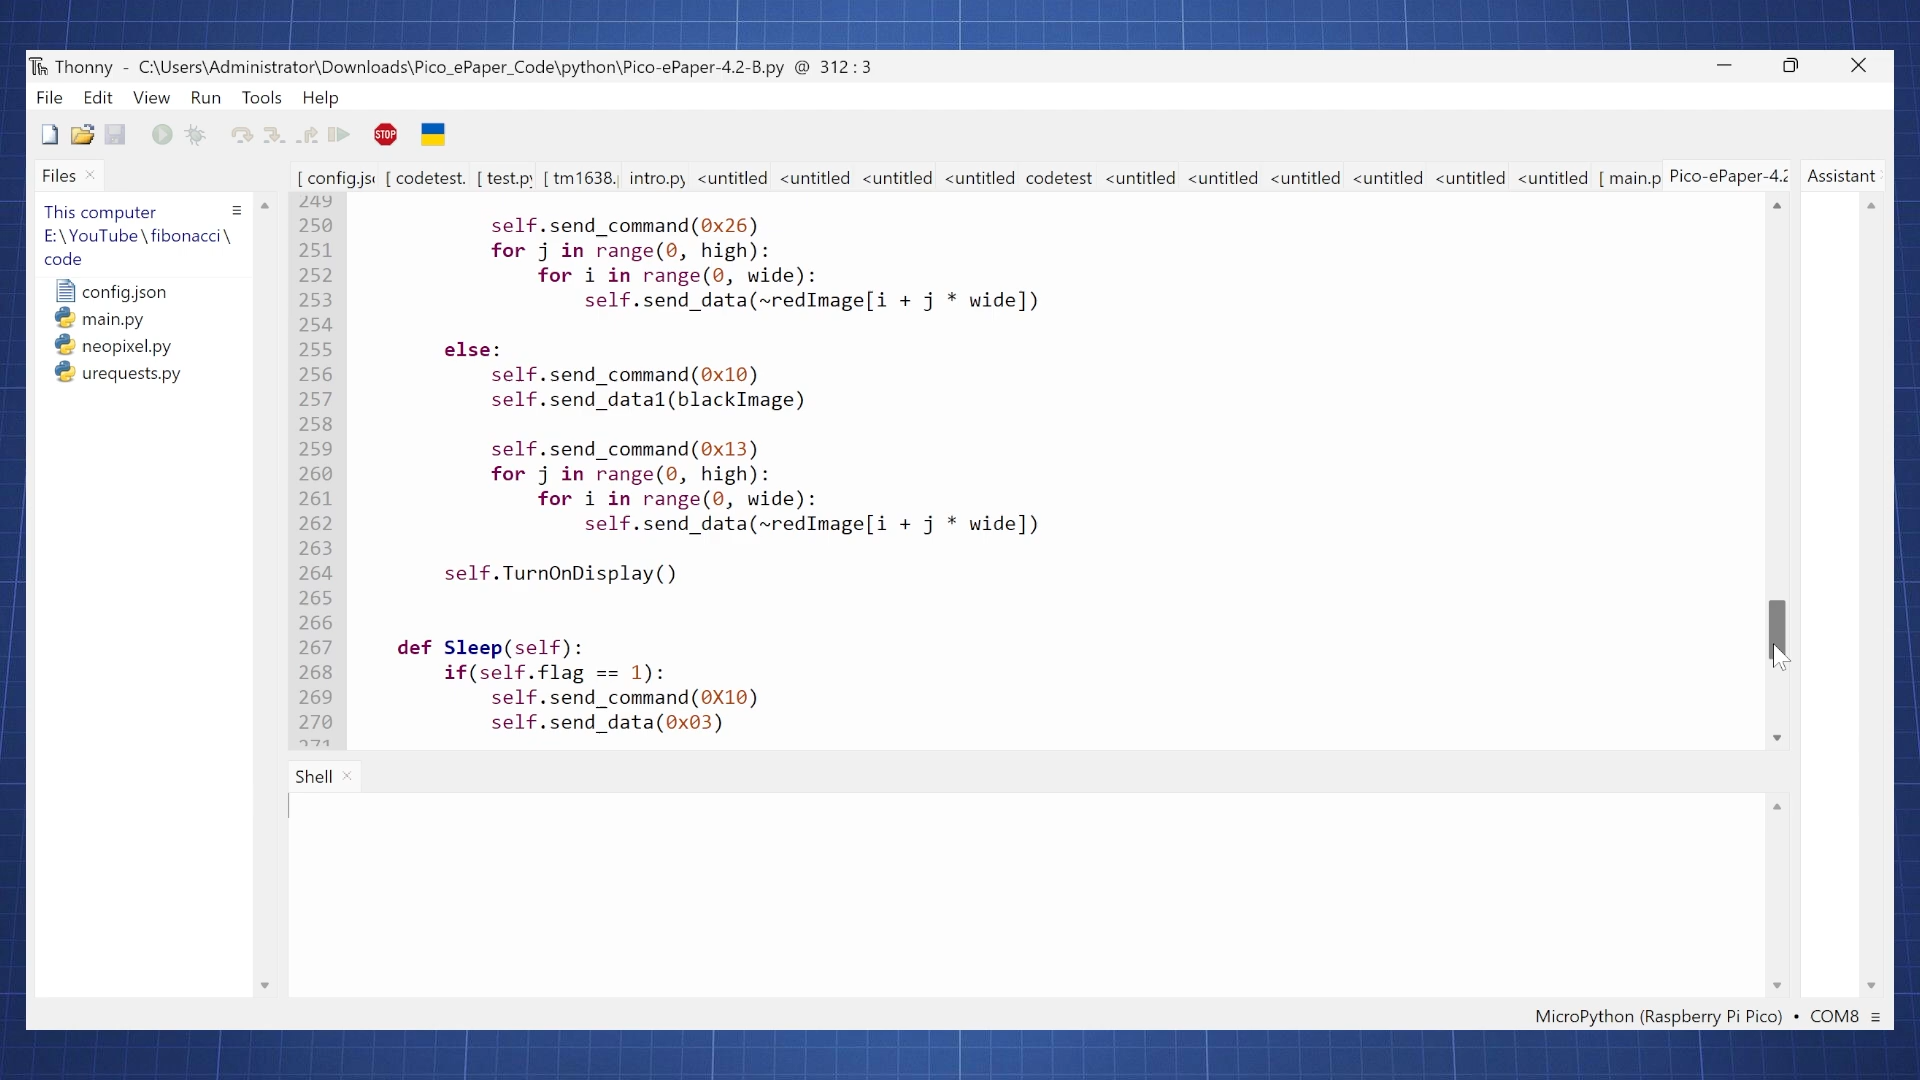 Thonny - C:\Users\Administrator\Downloads\Pico_ePaper_Code\python\Pico-ePaper-4.2-B.py @ 312 : 3
File Edit View Run Tools Help
STOP
Files
This computer
E:\YouTube\fibonacci\
code
config.json
main.py
neopixel.py
urequests.py
[ config.js [ codetest. [ test.py [ tm1638. intro.py <untitled <untitled <untitled <untitled codetest <untitled <untitled <untitled <untitled <untitled <untitled [ main.p Pico-ePaper-4.2
249
250 self.send_command(0x26)
251 for j in range(0, high):
252 for i in range(0, wide):
253 self.send_data(~redImage[i + j * wide])
254
255 else:
256 self.send_command(0x10)
257 self.send_data1(blackImage)
258
259 self.send_command(0x13)
260 for j in range(0, high):
261 for i in range(0, wide):
262 self.send_data(~redImage[i + j * wide])
263
264 self.TurnOnDisplay()
265
266
267 def Sleep(self):
268 if(self.flag == 1):
269 self.send_command(0X10)
270 self.send_data(0x03)
271
Shell
Assistant
MicroPython (Raspberry Pi Pico) • COM8